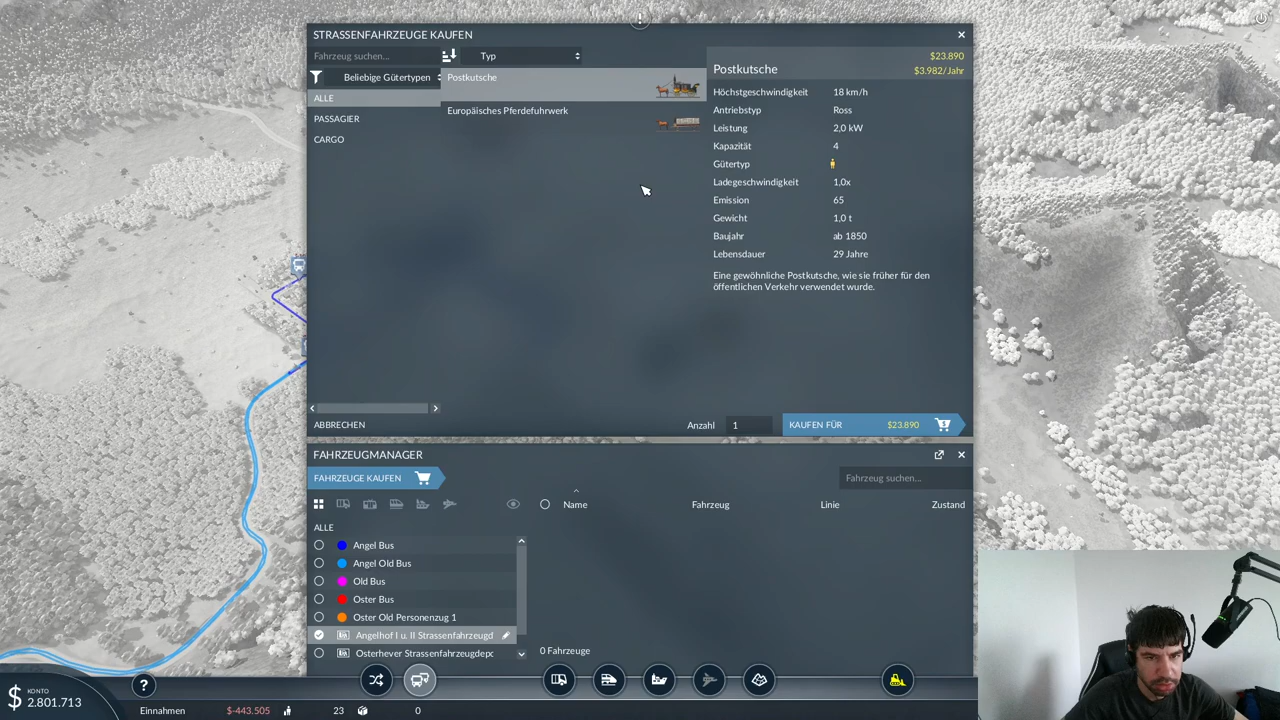 STRASSENFAHRZEUGE KAUFEN
Fahrzeug suchen...
Typ
Beliebige Gütertypen
ALLE
PASSAGIER
CARGO
Postkutsche
Europäisches Pferdefuhrwerk
$23.890
Postkutsche
$3.982/Jahr
Höchstgeschwindigkeit 18 km/h
Antriebstyp Ross
Leistung 2,0 kW
Kapazität 4
Gütertyp
Ladegeschwindigkeit 1,0x
Emission 65
Gewicht 1,0 t
Baujahr ab 1850
Lebensdauer 29 Jahre
Eine gewöhnliche Postkutsche, wie sie früher für den
öffentlichen Verkehr verwendet wurde.
ABBRECHEN
Anzahl 1
KAUFEN FÜR $23.890
FAHRZEUGMANAGER
FAHRZEUGE KAUFEN
Fahrzeug suchen...
Name Fahrzeug Linie Zustand
ALLE
Angel Bus
Angel Old Bus
Old Bus
Oster Bus
Oster Old Personenzug 1
Angelhof I u. II Strassenfahrzeugd
Osterhever Strassenfahrzeugdepo
0 Fahrzeuge
$
KONTO
2.801.713
?
Einnahmen $-443.505 23 0